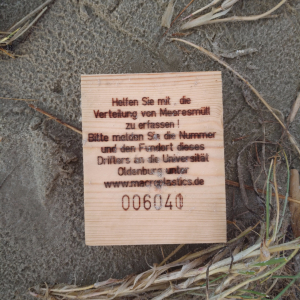 Helfen Sie mit , die
Verteilung von Meeresmüll
zu erfassen !
Bitte melden Sie die Nummer
und den Fundort dieses
Drifters an die Universität
Oldenburg unter
www.macroplastics.de
006040